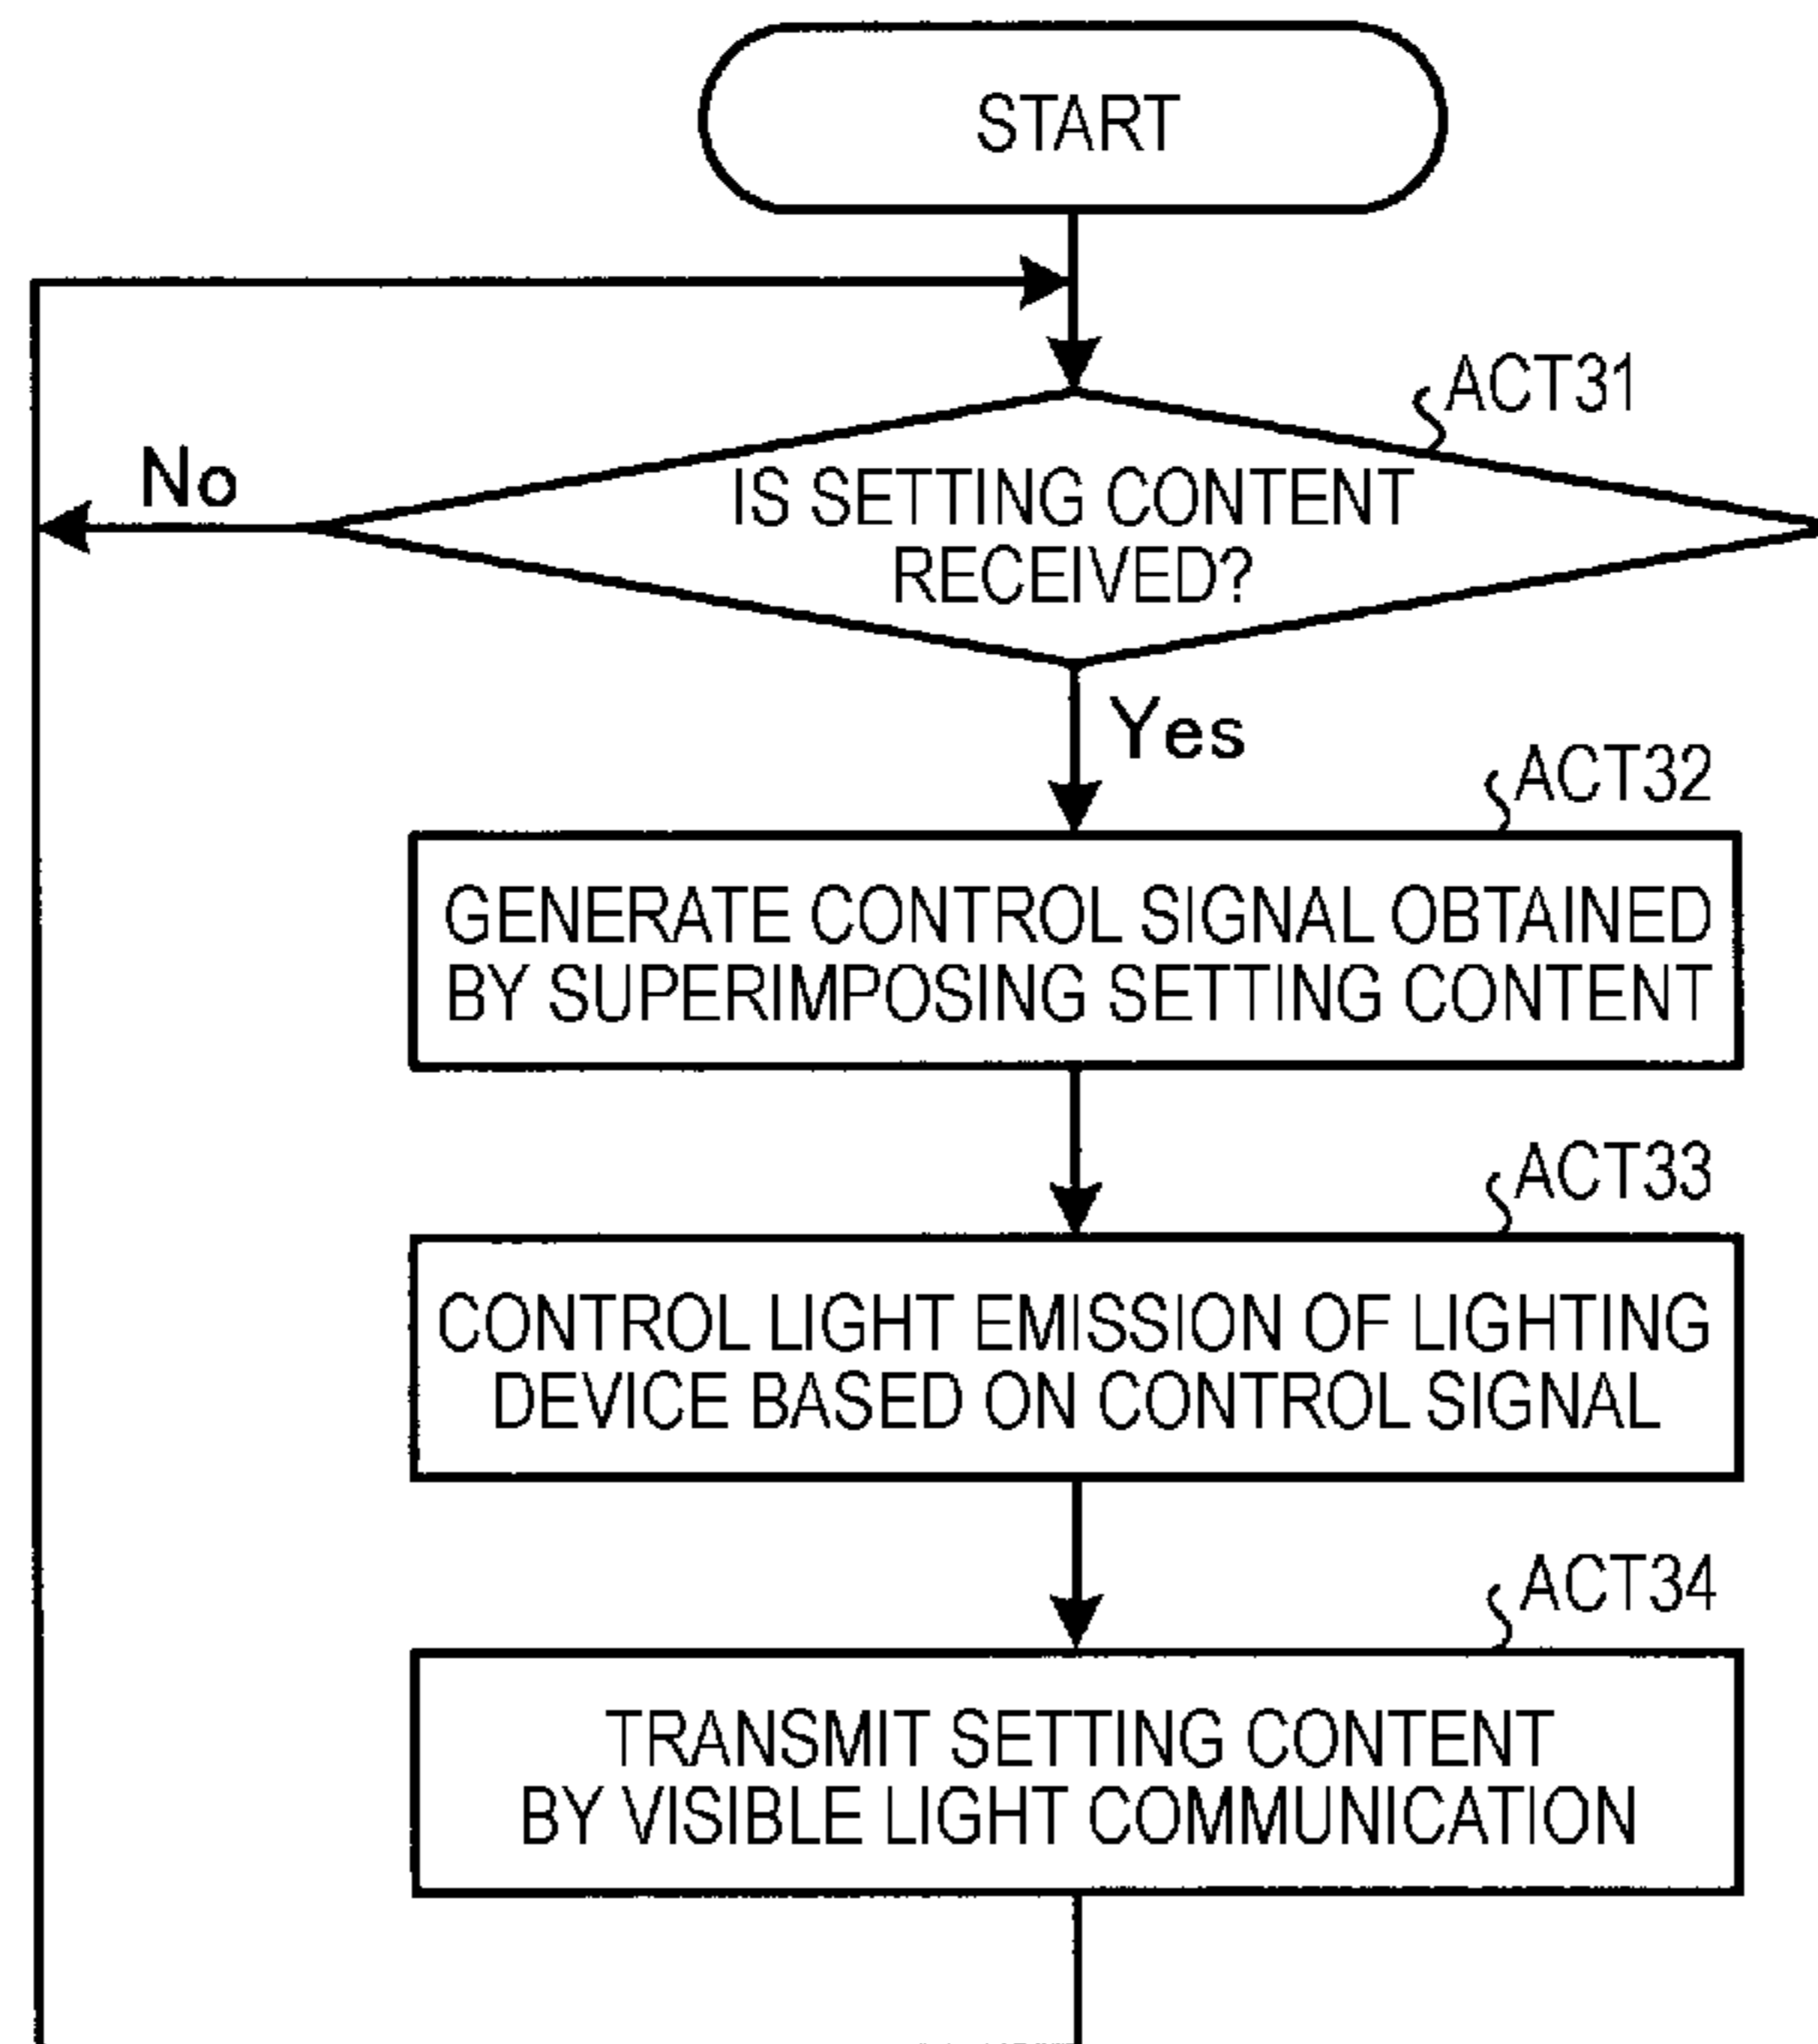 START
ACT31
IS SETTING CONTENT
RECEIVED?
No
Yes
ACT32
GENERATE CONTROL SIGNAL OBTAINED
BY SUPERIMPOSING SETTING CONTENT
ACT33
CONTROL LIGHT EMISSION OF LIGHTING
DEVICE BASED ON CONTROL SIGNAL
ACT34
TRANSMIT SETTING CONTENT
BY VISIBLE LIGHT COMMUNICATION